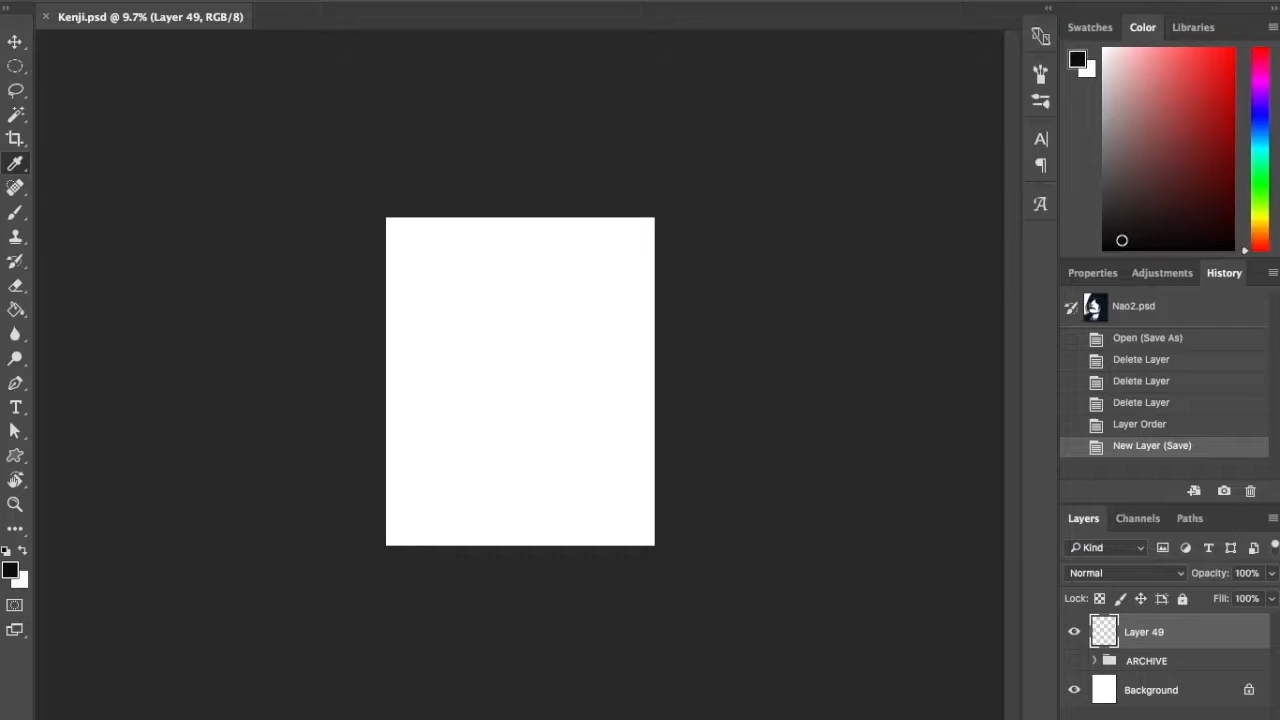 Kenji.psd @ 9.7% (Layer 49, RGB/8)
Swatches Color Libraries
Properties Adjustments History
Nao2.psd
Open (Save As)
Delete Layer
Delete Layer
Delete Layer
Layer Order
New Layer (Save)
Layers Channels Paths
Kind
Normal Opacity: 100%
Lock: Fill: 100%
Layer 49
ARCHIVE
Background